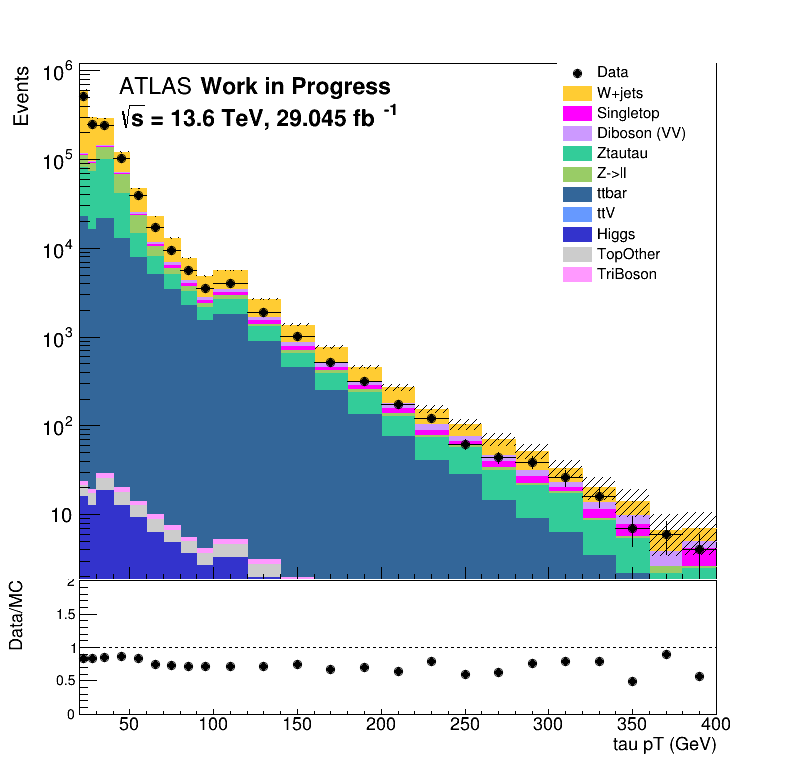 Events
10^6
10^5
10^4
10^3
10^2
10
ATLAS Work in Progress
√s = 13.6 TeV, 29.045 fb^-1
Data
W+jets
Singletop
Diboson (VV)
Ztautau
Z->ll
ttbar
ttV
Higgs
TopOther
TriBoson
Data/MC
2
1.5
1
0.5
0
50 100 150 200 250 300 350 400
tau pT (GeV)